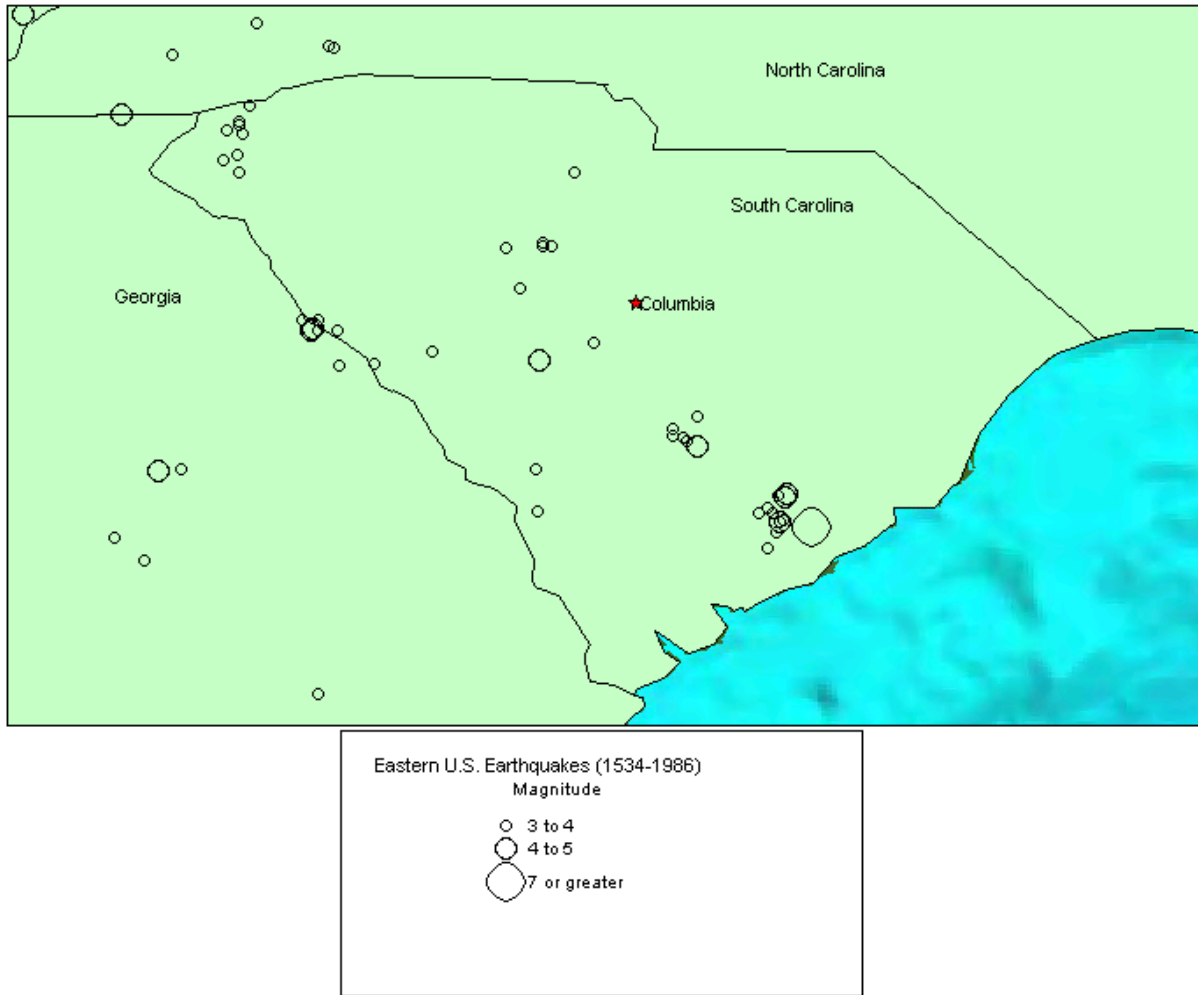 North Carolina
South Carolina
Georgia
Columbia
Eastern U.S. Earthquakes (1534-1986)
Magnitude
3 to 4
4 to 5
7 or greater